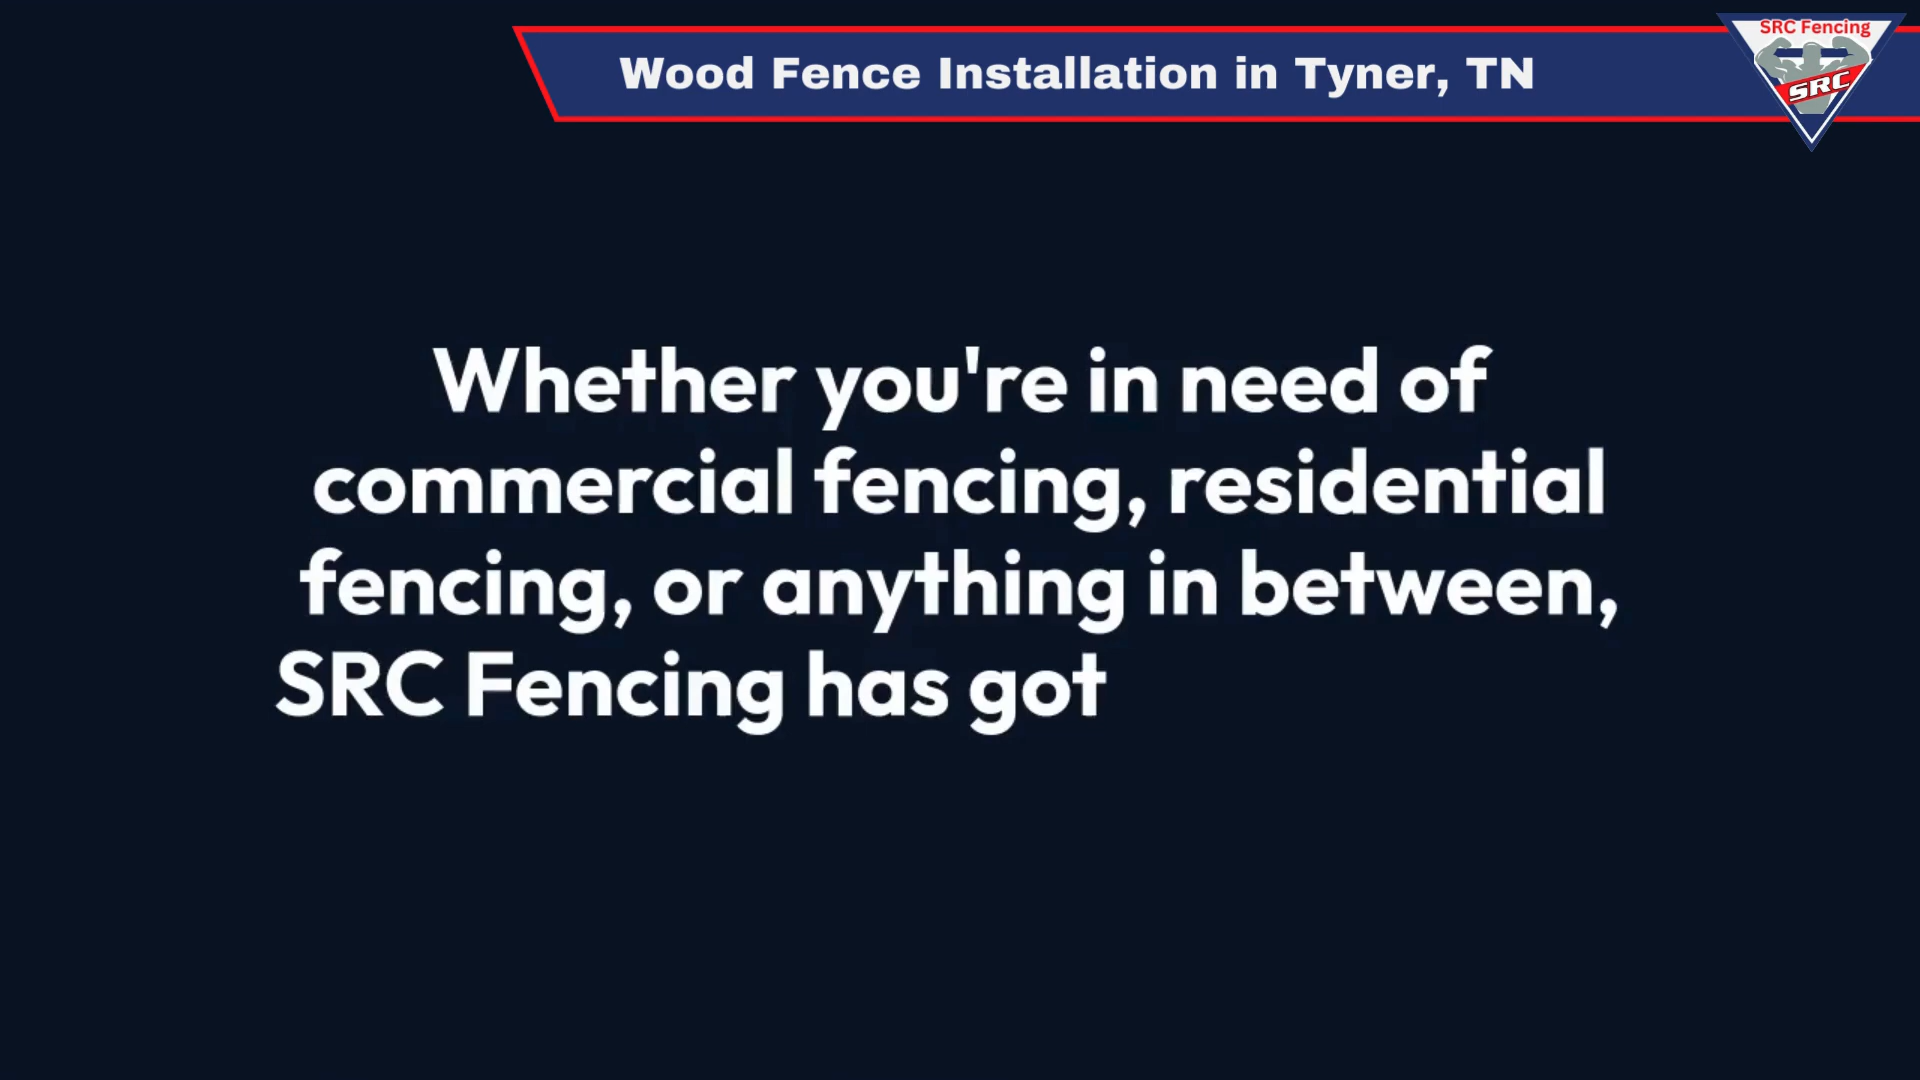 Wood Fence Installation in Tyner, TN
SRC Fencing
SRC
Whether you're in need of
commercial fencing, residential
fencing, or anything in between,
SRC Fencing has got